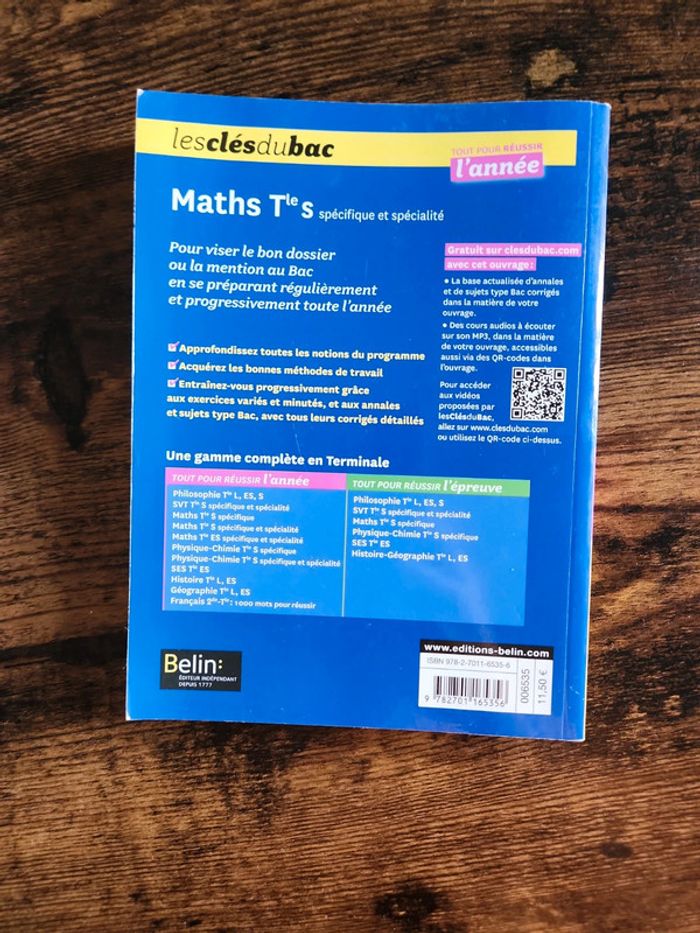 lesclésdubac
TOUT POUR RÉUSSIR
l'année
Maths Tle S spécifique et spécialité
Pour viser le bon dossier
ou la mention au Bac
en se préparant régulièrement
et progressivement toute l'année
Approfondissez toutes les notions du programme
Acquérez les bonnes méthodes de travail
Entraînez-vous progressivement grâce
aux exercices variés et minutés, et aux annales
et sujets type Bac, avec tous leurs corrigés détaillés
Gratuit sur clesdubac.com
avec cet ouvrage :
• La base actualisée d'annales
et de sujets type Bac corrigés
dans la matière de votre
ouvrage.
• Des cours audios à écouter
sur son MP3, dans la matière
de votre ouvrage, accessibles
aussi via des QR-codes dans
l'ouvrage.
Pour accéder
aux vidéos
proposées par
lesClésduBac,
allez sur www.clesdubac.com
ou utilisez le QR-code ci-dessus.
Une gamme complète en Terminale
TOUT POUR RÉUSSIR l'année
Philosophie Tle L, ES, S
SVT Tle S spécifique et spécialité
Maths Tle S spécifique
Maths Tle S spécifique et spécialité
Maths Tle ES spécifique et spécialité
Physique-Chimie Tle S spécifique
Physique-Chimie Tle S spécifique et spécialité
SES Tle ES
Histoire Tle L, ES
Géographie Tle L, ES
Français 2de-Tle : 1000 mots pour réussir
TOUT POUR RÉUSSIR l'épreuve
Philosophie Tle L, ES, S
SVT Tle S spécifique et spécialité
Maths Tle S spécifique
Physique-Chimie Tle S spécifique
SES Tle ES
Histoire-Géographie Tle L, ES
Belin:
ÉDITEUR INDÉPENDANT
DEPUIS 1777
www.editions-belin.com
ISBN 978-2-7011-6535-6
9 782701 165356
006535
11,50 €